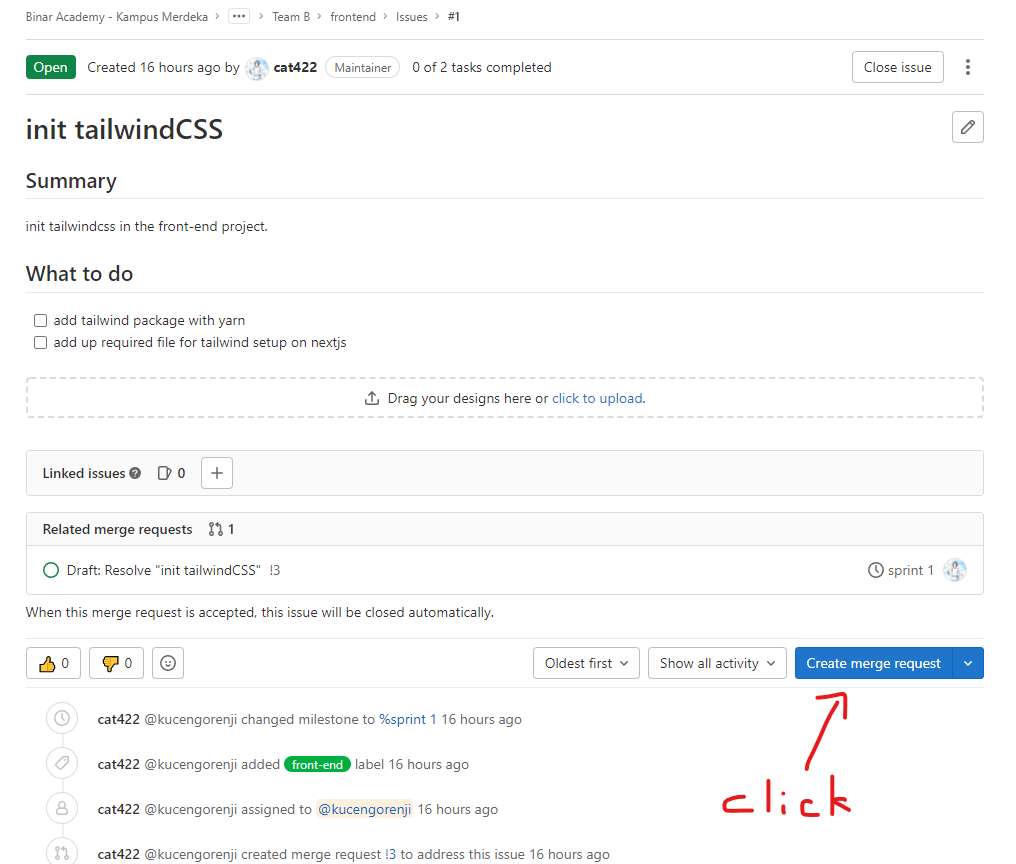 Binar Academy - Kampus Merdeka > ... > Team B > frontend > Issues > #1
Open Created 16 hours ago by cat422 Maintainer 0 of 2 tasks completed Close issue
init tailwindCSS
Summary
init tailwindcss in the front-end project.
What to do
add tailwind package with yarn
add up required file for tailwind setup on nextjs
Drag your designs here or click to upload.
Linked issues ? 0 +
Related merge requests 1
Draft: Resolve "init tailwindCSS" !3 sprint 1
When this merge request is accepted, this issue will be closed automatically.
0 0 Oldest first Show all activity Create merge request
cat422 @kucengorenji changed milestone to %sprint 1 16 hours ago
cat422 @kucengorenji added front-end label 16 hours ago
click
cat422 @kucengorenji assigned to @kucengorenji 16 hours ago
cat422 @kucengorenji created merge request !3 to address this issue 16 hours ago